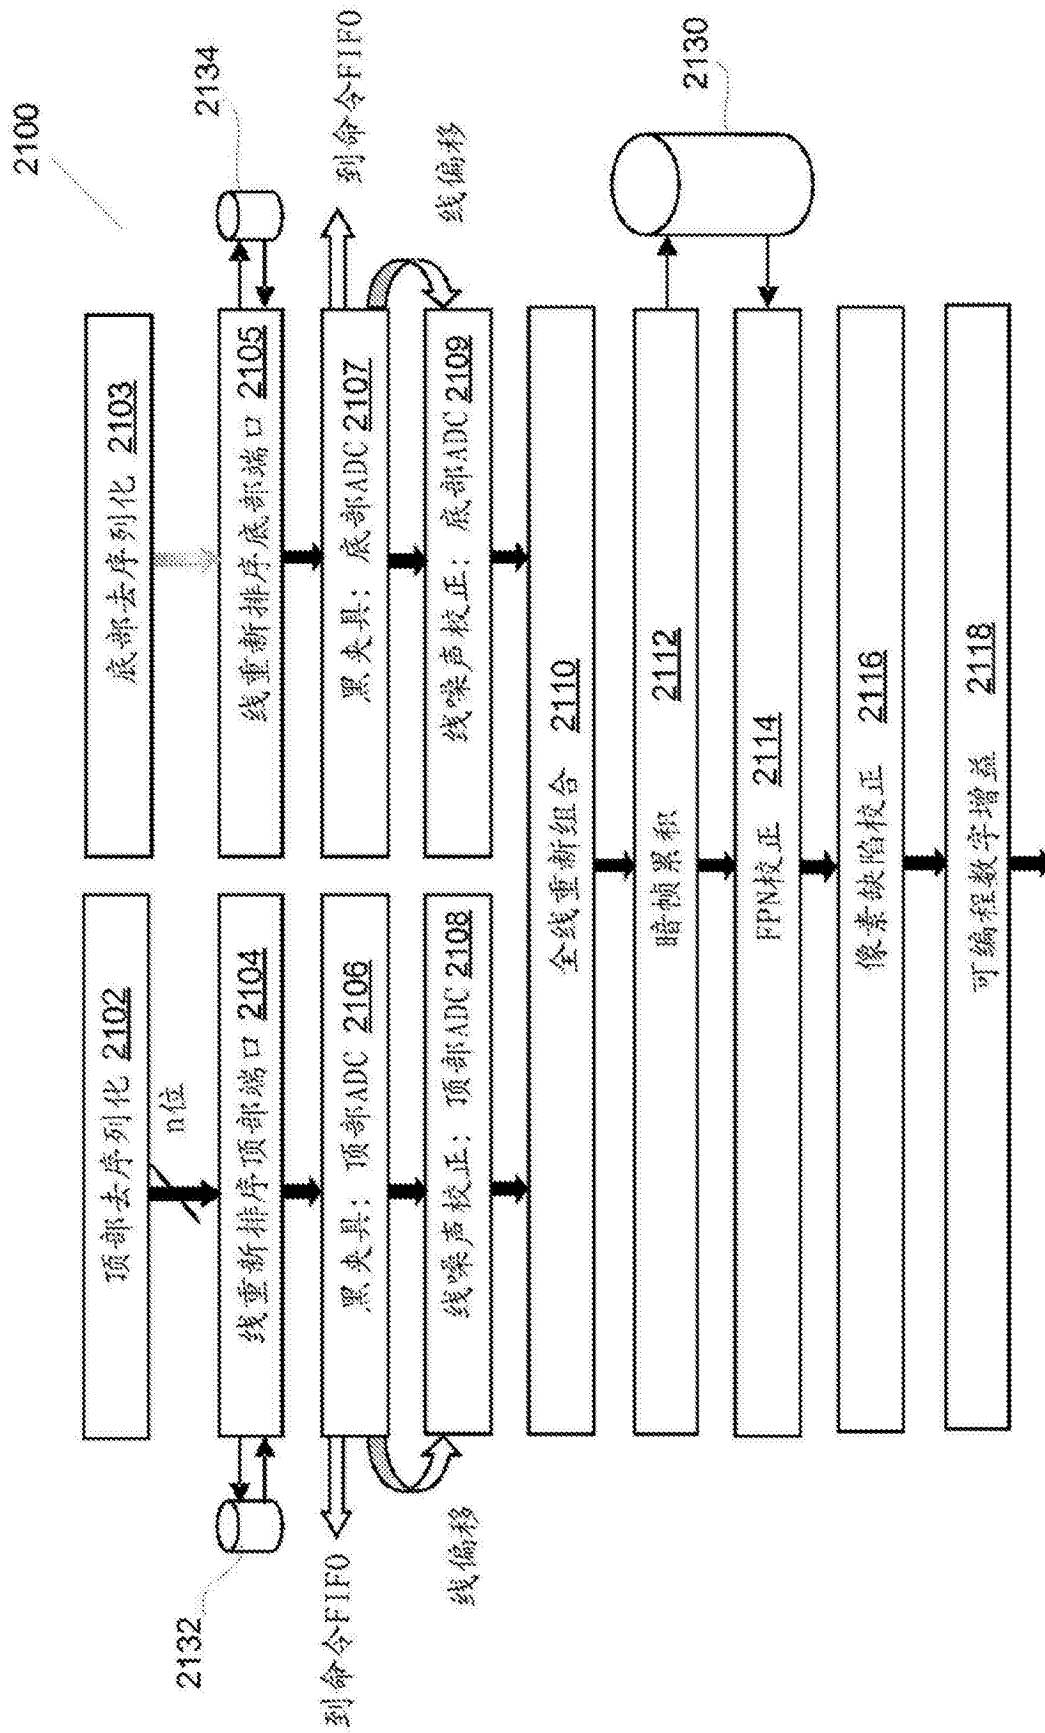 2100
顶部去序列化 2102
底部去序列化 2103
n位
2132
线重新排序顶部端口 2104
线重新排序底部端口 2105
2134
到命令FIFO
黑夹具; 顶部ADC 2106
黑夹具; 底部ADC 2107
到命令FIFO
线偏移
线噪声校正; 顶部ADC 2108
线噪声校正; 底部ADC 2109
线偏移
全线重新组合 2110
暗帧累积 2112
2130
FPN校正 2114
像素缺陷校正 2116
可编程数字增益 2118